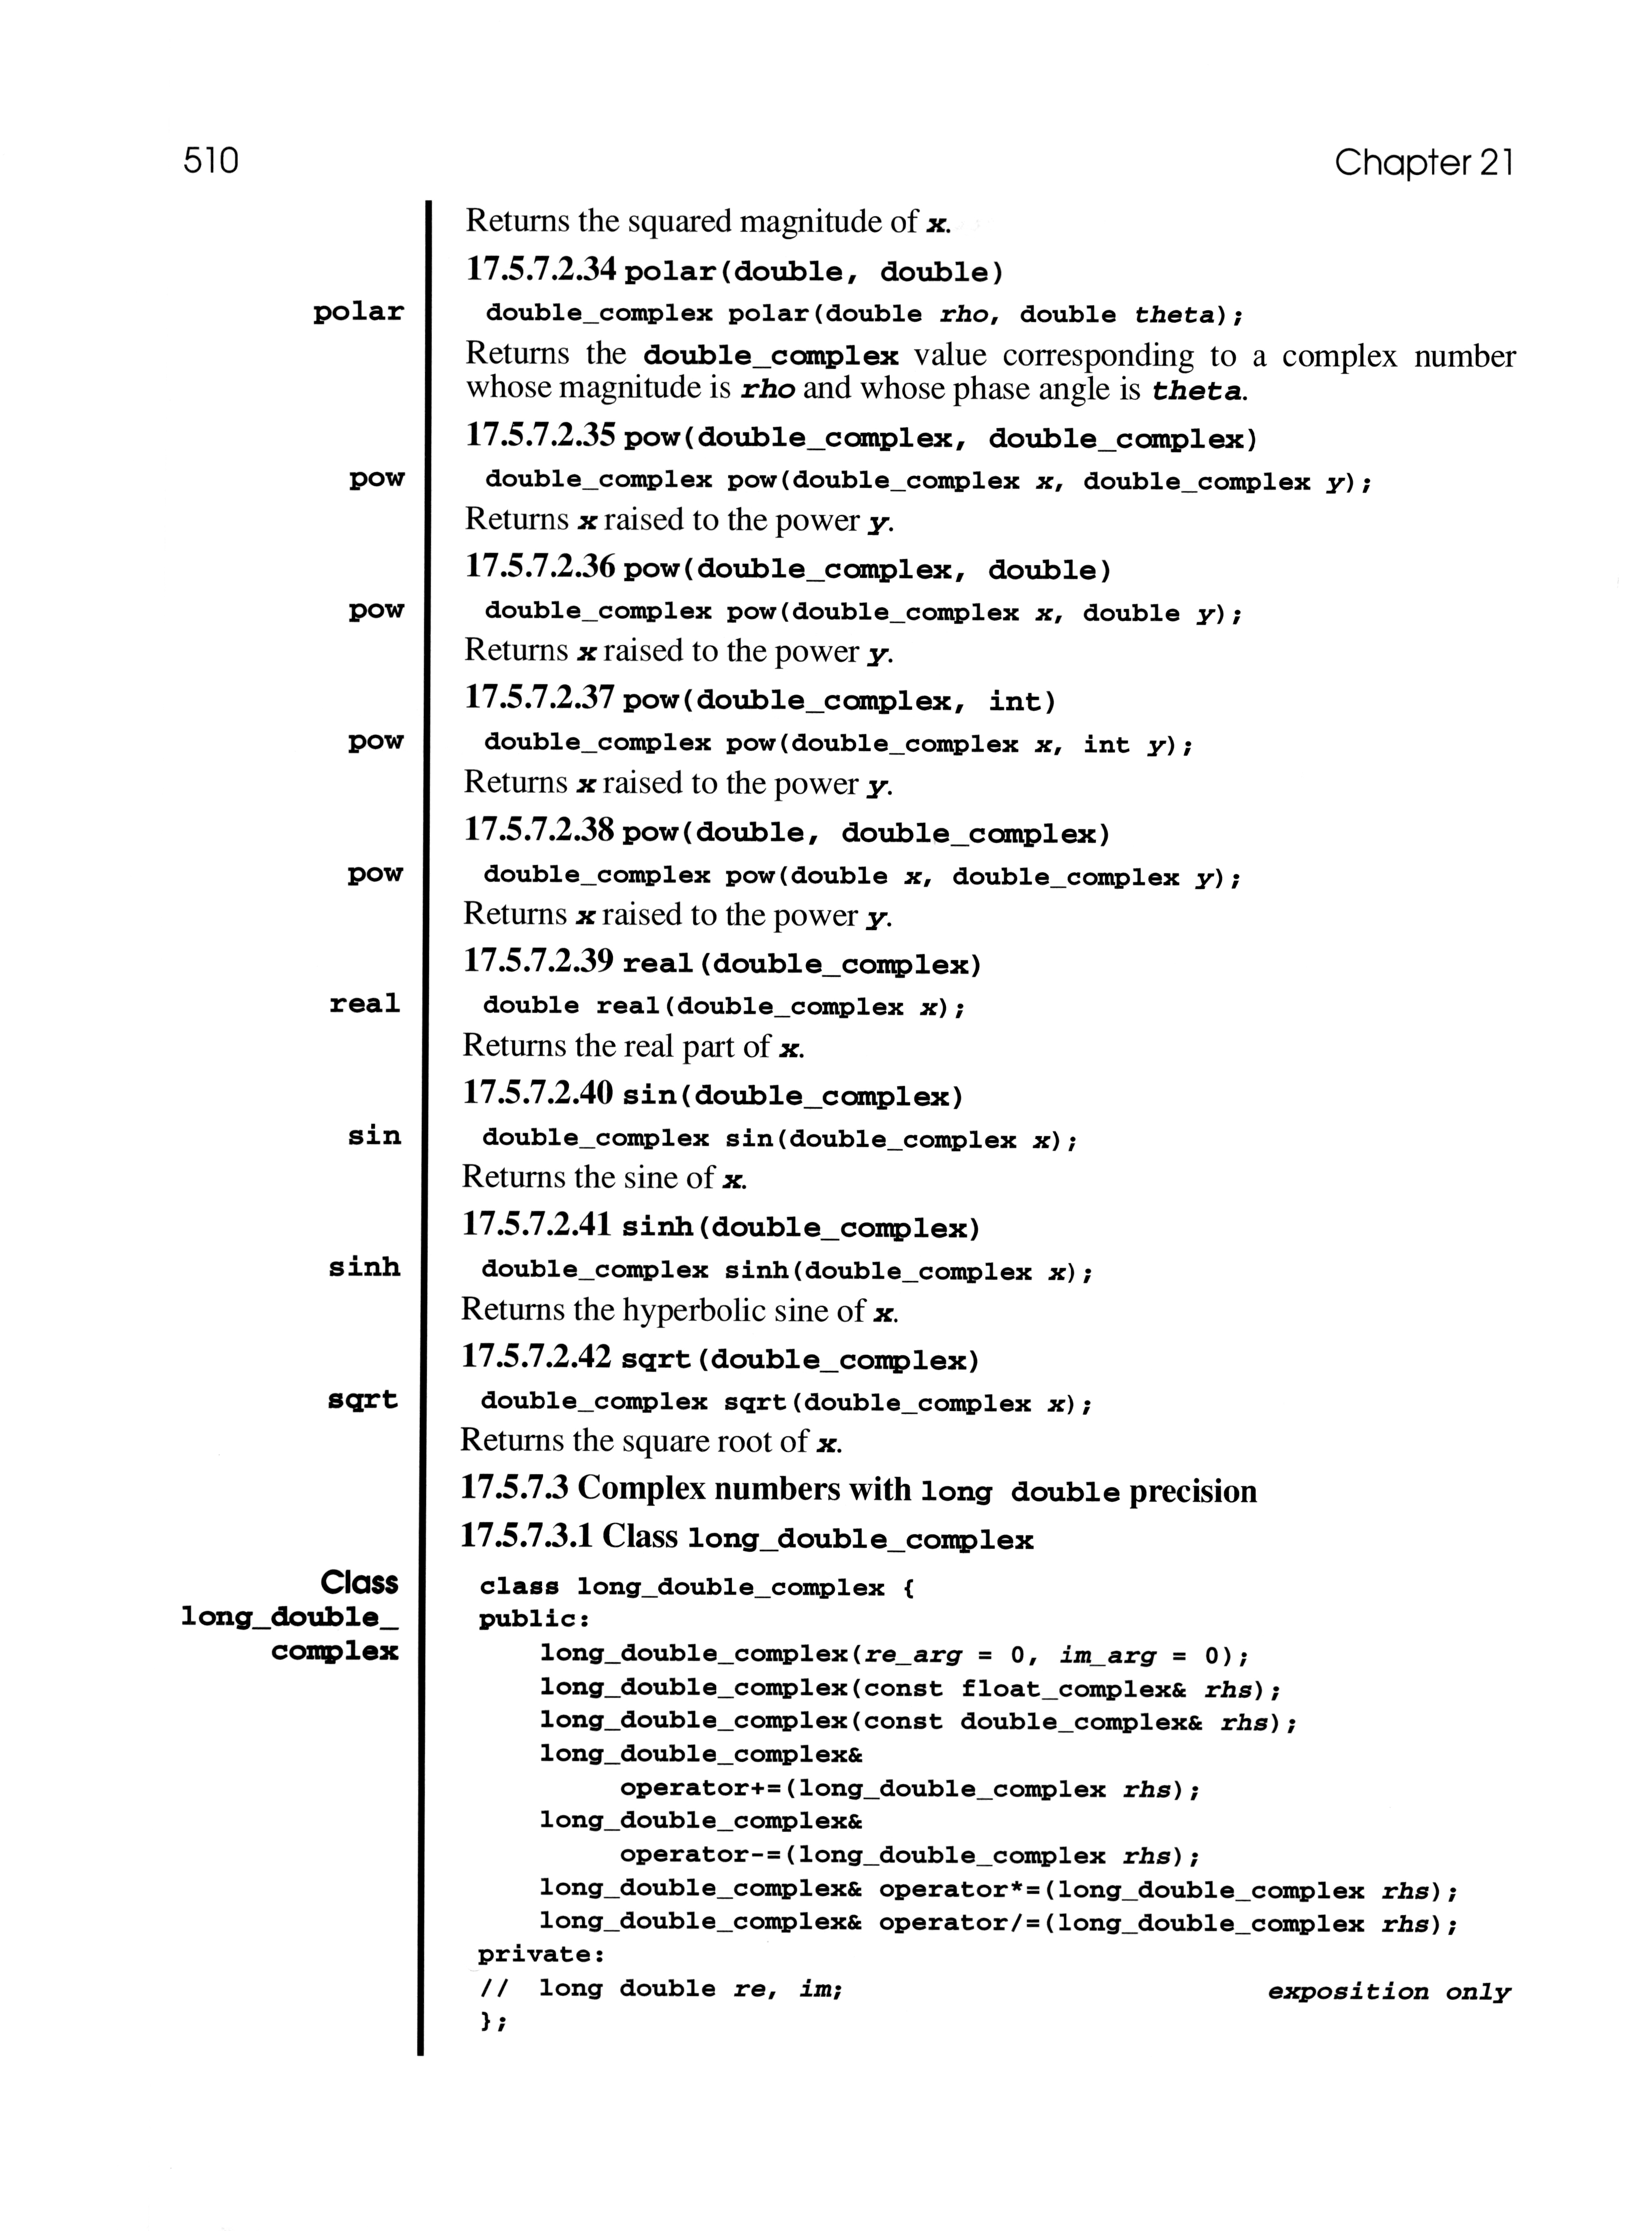 510
Chapter 21
Returns the squared magnitude of x.
17.5.7.2.34 polar(double, double)
polar
double_complex polar(double rho, double theta);
Returns the double_complex value corresponding to a complex number
whose magnitude is rho and whose phase angle is theta.
17.5.7.2.35 pow(double_complex, double_complex)
pow
double_complex pow(double_complex x, double_complex y);
Returns x raised to the power y.
17.5.7.2.36 pow(double_complex, double)
pow
double_complex pow(double_complex x, double y);
Returns x raised to the power y.
17.5.7.2.37 pow(double_complex, int)
pow
double_complex pow(double_complex x, int y);
Returns x raised to the power y.
17.5.7.2.38 pow(double, double_complex)
pow
double_complex pow(double x, double_complex y);
Returns x raised to the power y.
17.5.7.2.39 real(double_complex)
real
double real(double_complex x);
Returns the real part of x.
17.5.7.2.40 sin(double_complex)
sin
double_complex sin(double_complex x);
Returns the sine of x.
17.5.7.2.41 sinh(double_complex)
sinh
double_complex sinh(double_complex x);
Returns the hyperbolic sine of x.
17.5.7.2.42 sqrt(double_complex)
sqrt
double_complex sqrt(double_complex x);
Returns the square root of x.
17.5.7.3 Complex numbers with long double precision
17.5.7.3.1 Class long_double_complex
Class
long_double_
complex
class long_double_complex {
public:
long_double_complex(re_arg = 0, im_arg = 0);
long_double_complex(const float_complex& rhs);
long_double_complex(const double_complex& rhs);
long_double_complex&
operator+=(long_double_complex rhs);
long_double_complex&
operator-=(long_double_complex rhs);
long_double_complex& operator*=(long_double_complex rhs);
long_double_complex& operator/=(long_double_complex rhs);
private:
// long double re, im; exposition only
};